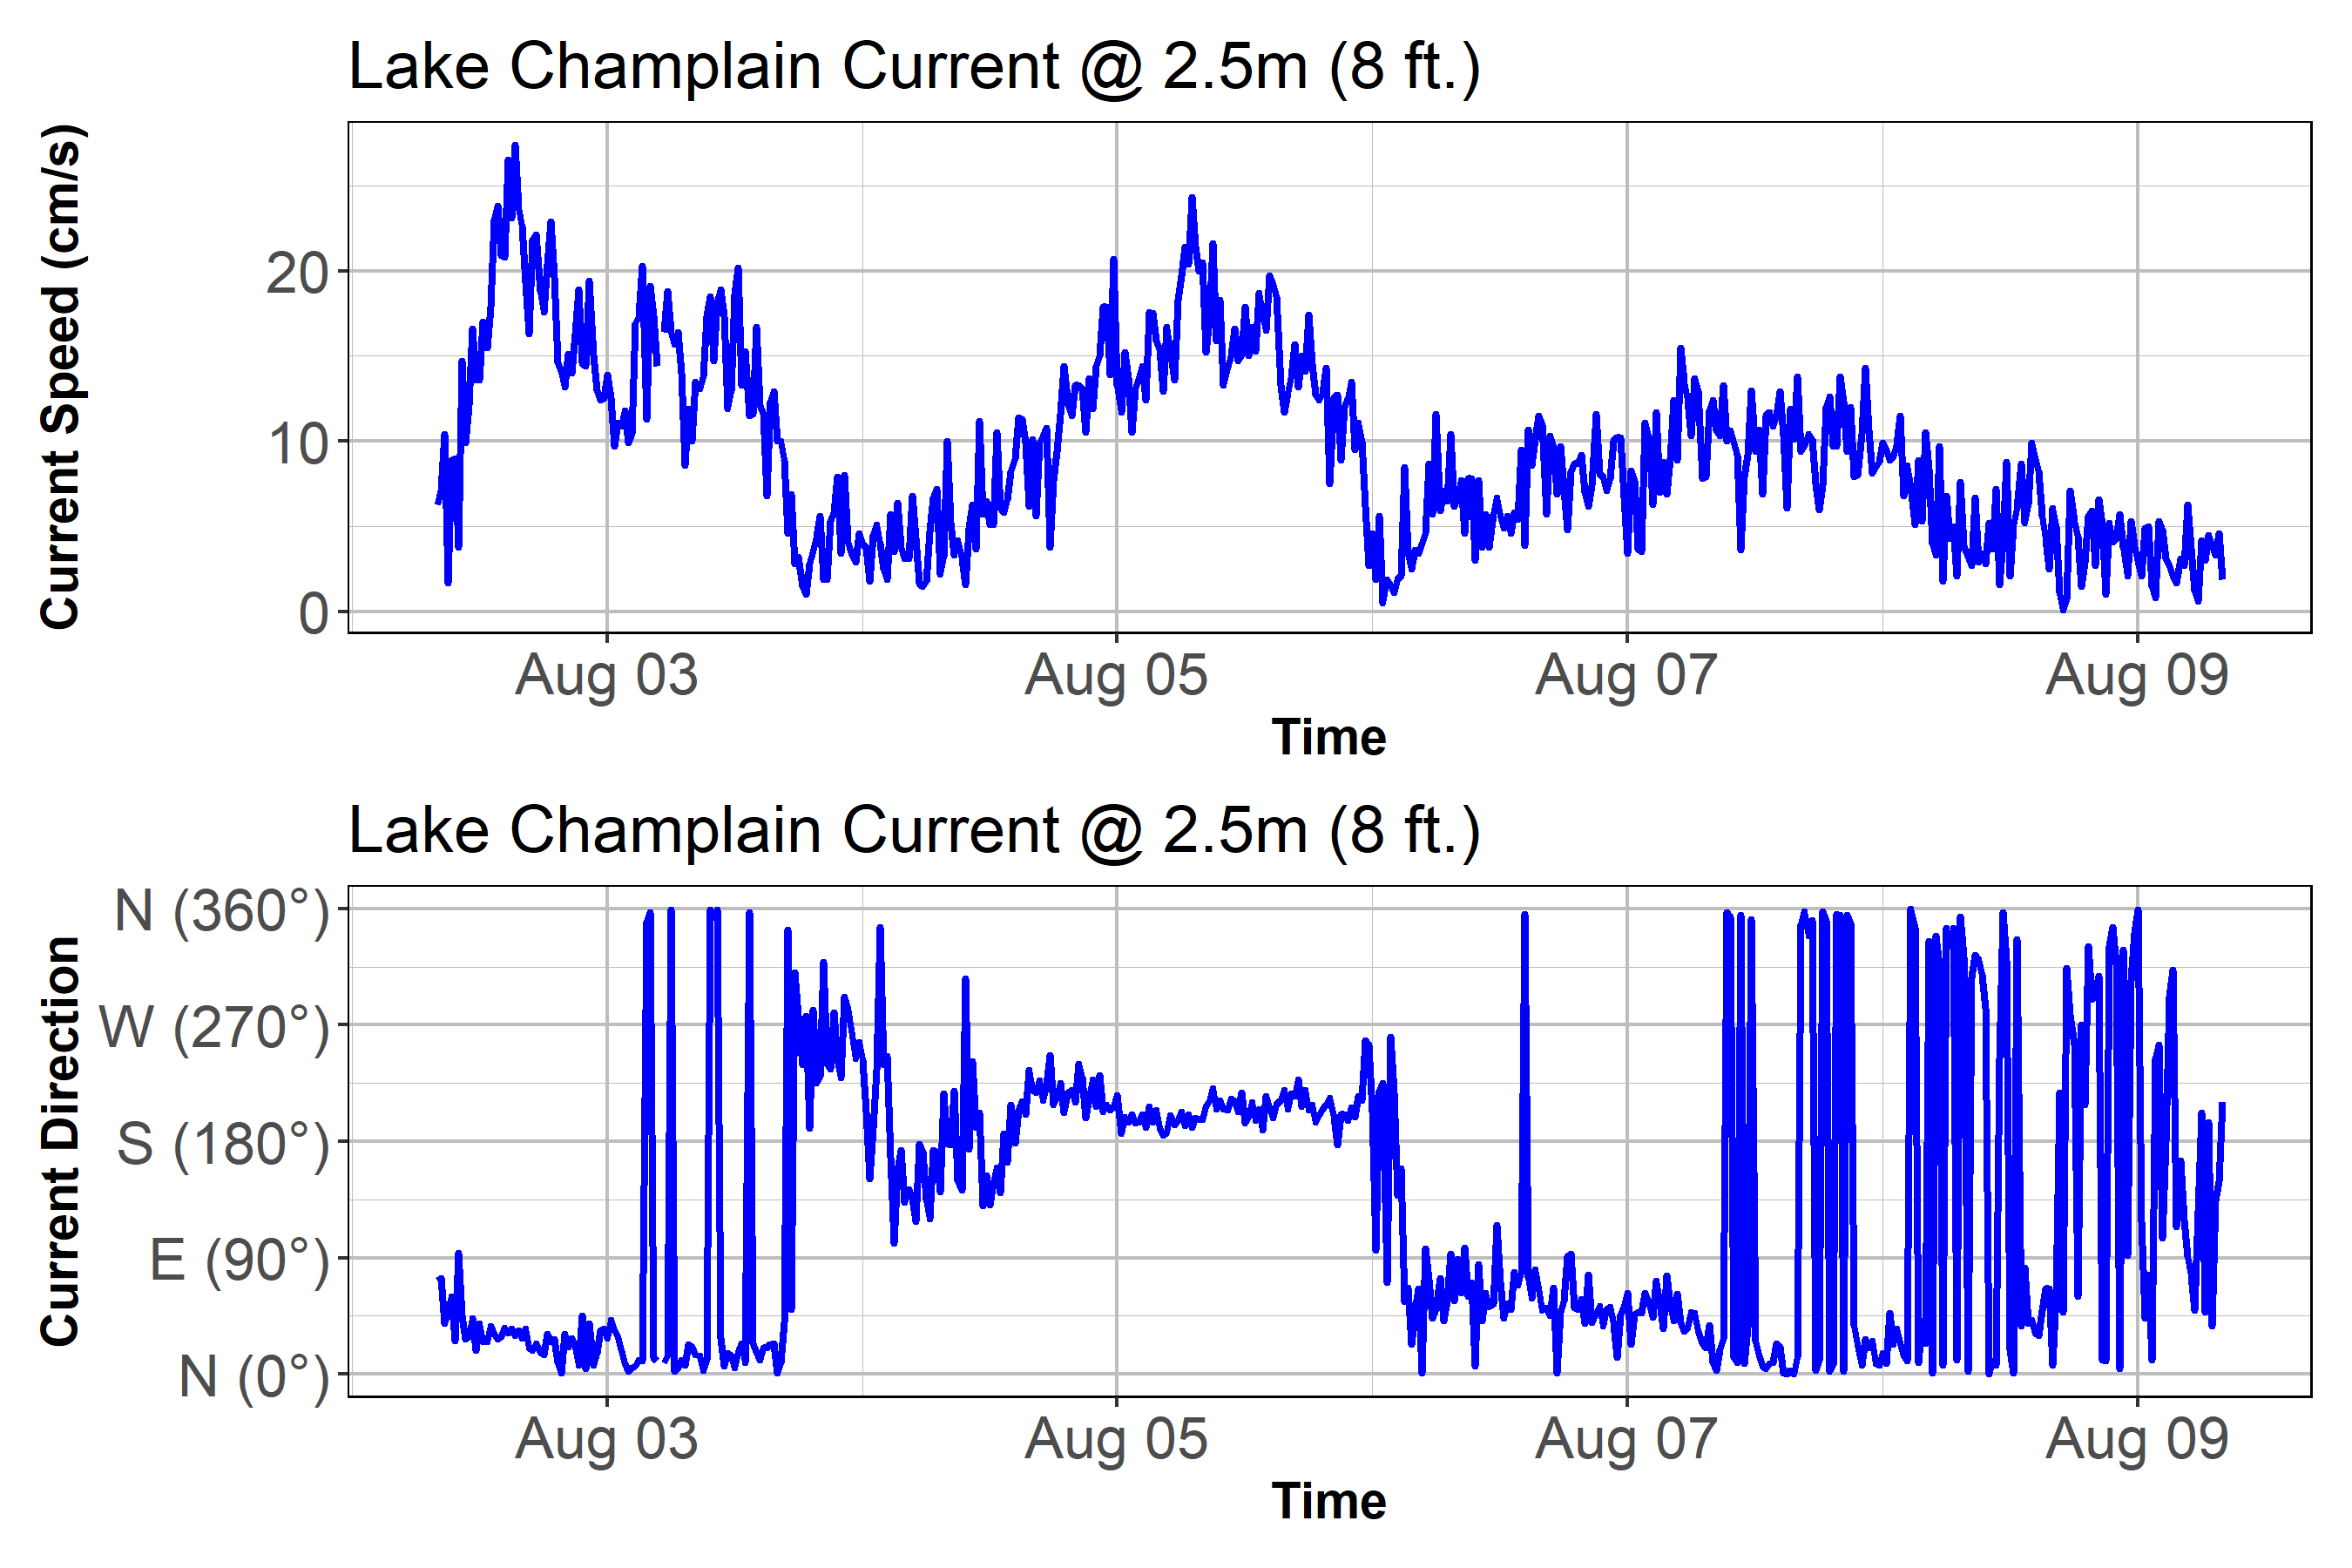 Lake Champlain Current @ 2.5m (8 ft.)
Current Speed (cm/s)
20
10
0
Aug 03 Aug 05 Aug 07 Aug 09
Time
Lake Champlain Current @ 2.5m (8 ft.)
Current Direction
N (360°)
W (270°)
S (180°)
E (90°)
N (0°)
Aug 03 Aug 05 Aug 07 Aug 09
Time